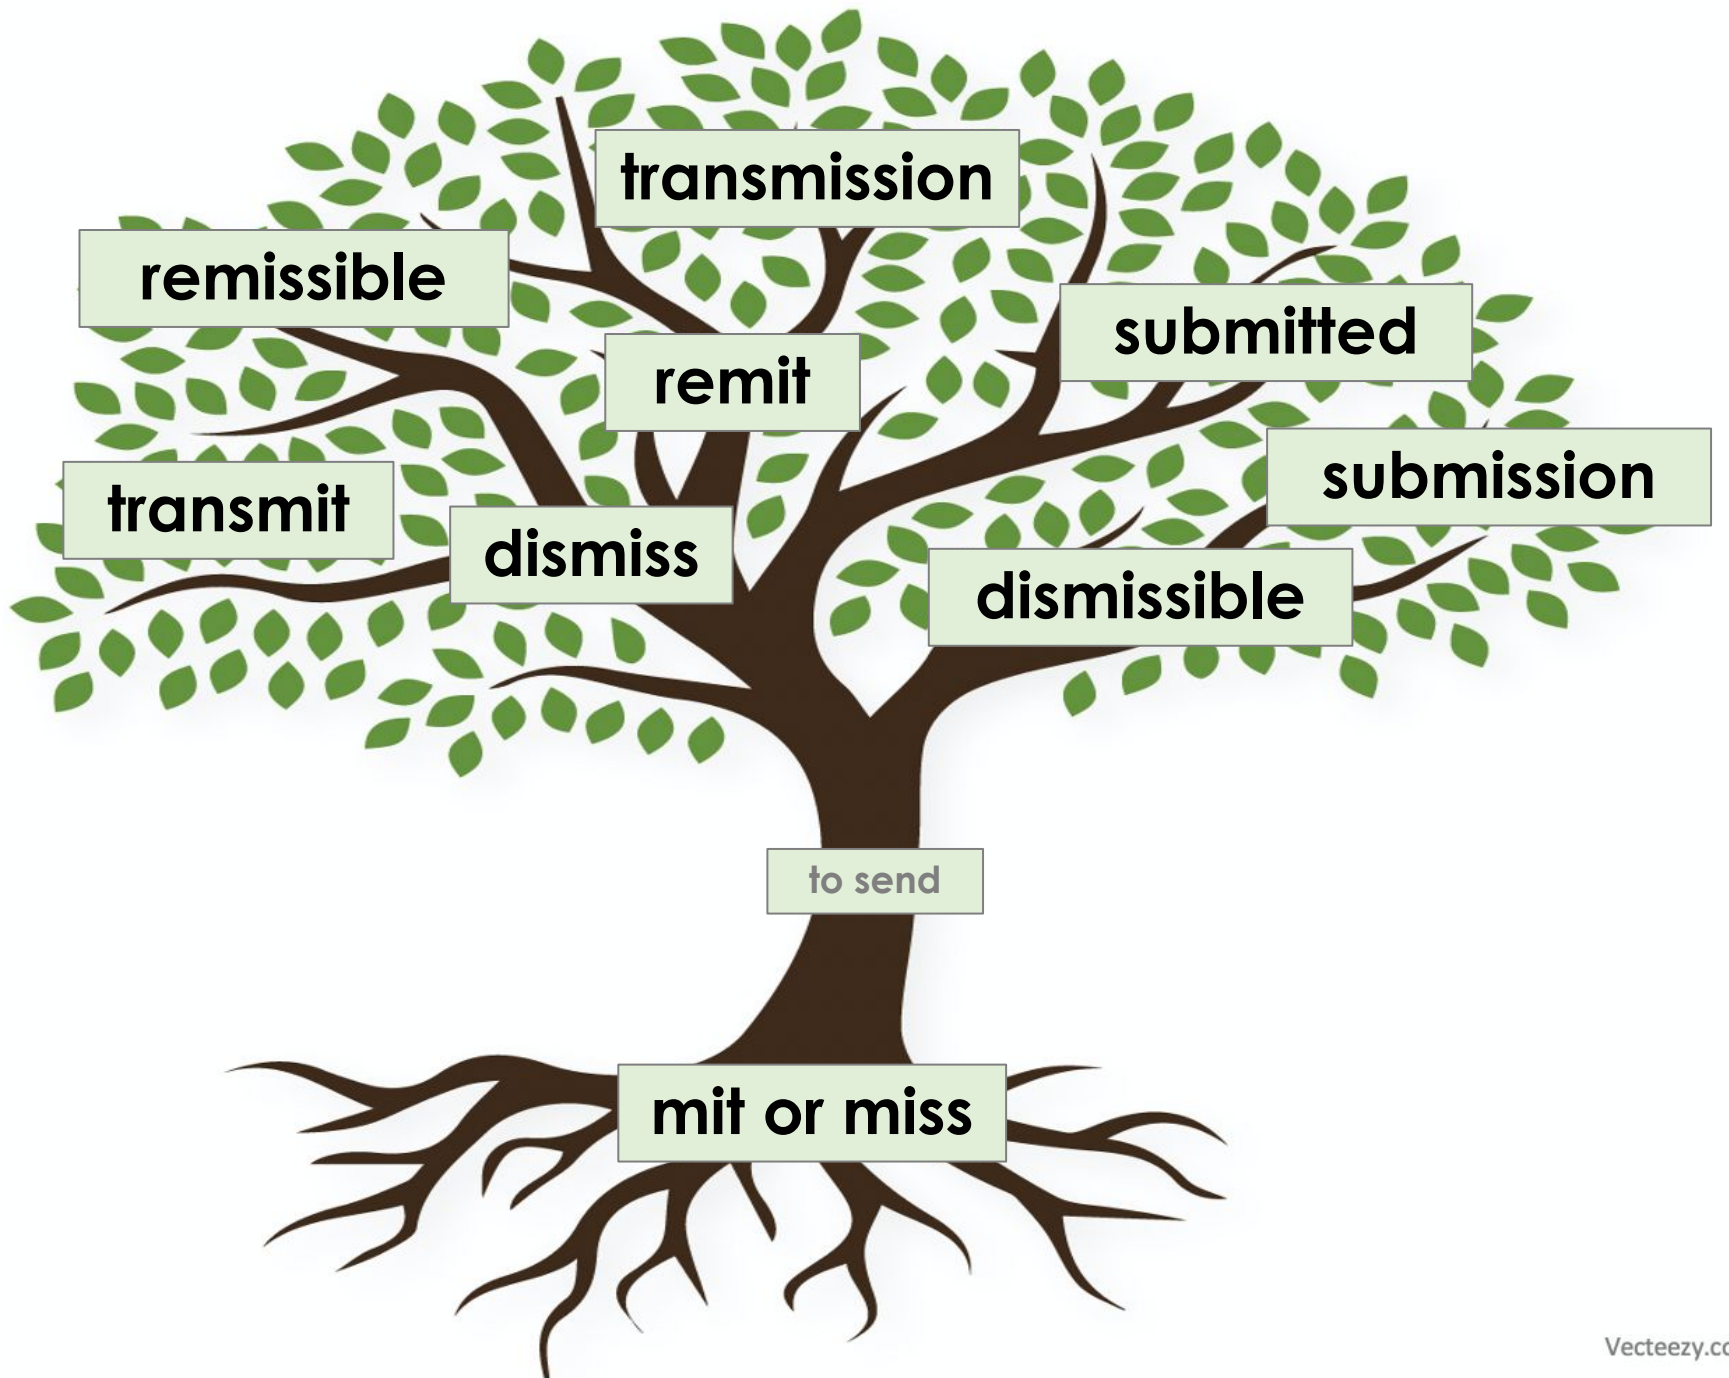 transmission
remissible
submitted
remit
submission
transmit
dismiss
dismissible
to send
mit or miss
Vecteezy.co